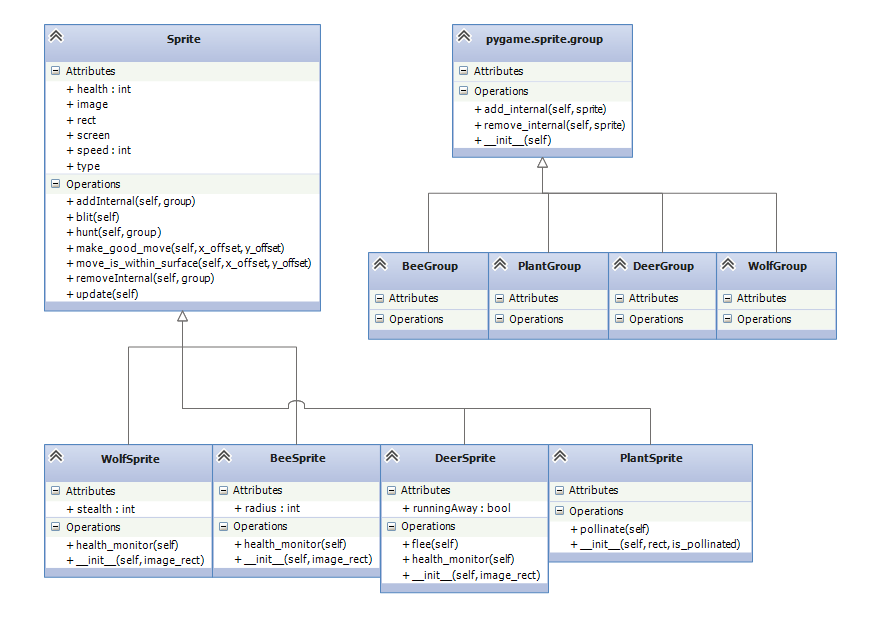 Sprite
Attributes
+ health : int
+ image
+ rect
+ screen
+ speed : int
+ type
Operations
+ addInternal(self, group)
+ blit(self)
+ hunt(self, group)
+ make_good_move(self, x_offset, y_offset)
+ move_is_within_surface(self, x_offset, y_offset)
+ removeInternal(self, group)
+ update(self)
pygame.sprite.group
Attributes
Operations
+ add_internal(self, sprite)
+ remove_internal(self, sprite)
+ __init__(self)
BeeGroup
Attributes
Operations
PlantGroup
Attributes
Operations
DeerGroup
Attributes
Operations
WolfGroup
Attributes
Operations
WolfSprite
Attributes
+ stealth : int
Operations
+ health_monitor(self)
+ __init__(self, image_rect)
BeeSprite
Attributes
+ radius : int
Operations
+ health_monitor(self)
+ __init__(self, image_rect)
DeerSprite
Attributes
+ runningAway : bool
Operations
+ flee(self)
+ health_monitor(self)
+ __init__(self, image_rect)
PlantSprite
Attributes
Operations
+ pollinate(self)
+ __init__(self, rect, is_pollinated)